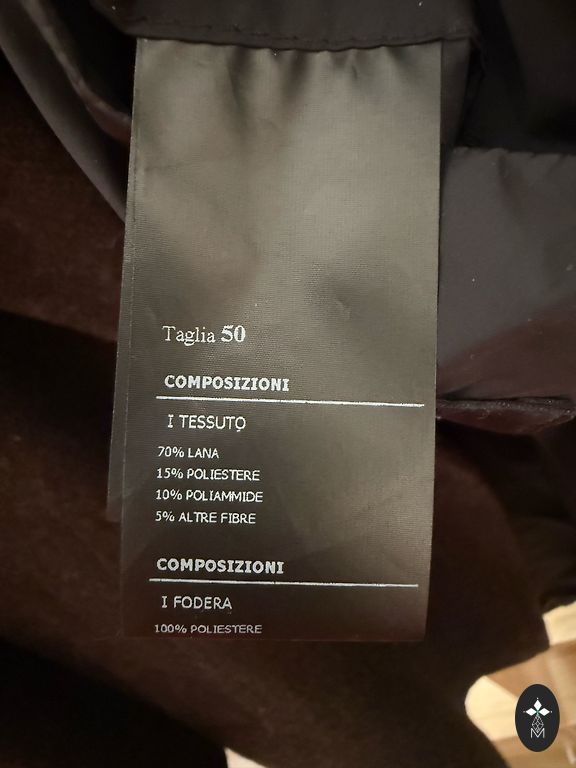 Taglia 50
COMPOSIZIONI
I TESSUTO
70% LANA
15% POLIESTERE
10% POLIAMMIDE
5% ALTRE FIBRE
COMPOSIZIONI
I FODERA
100% POLIESTERE
M